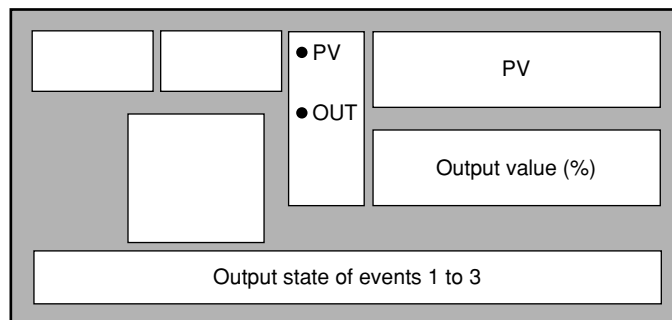 ● PV
● OUT
PV
Output value (%)
Output state of events 1 to 3